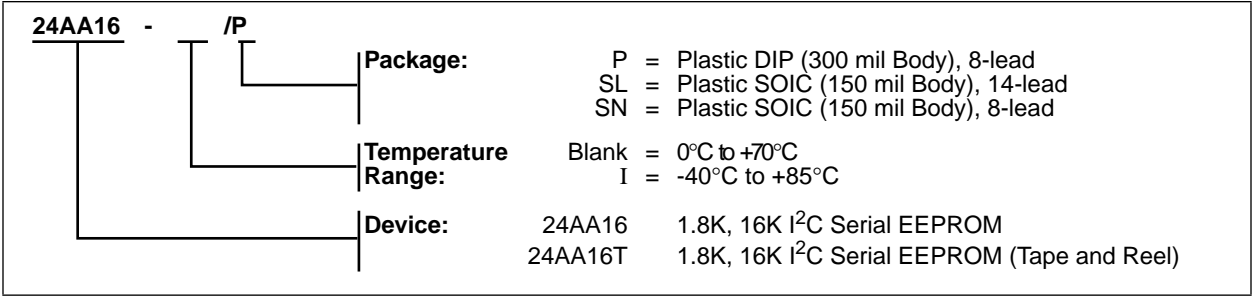 24AA16 - /P
Package: P = Plastic DIP (300 mil Body), 8-lead
SL = Plastic SOIC (150 mil Body), 14-lead
SN = Plastic SOIC (150 mil Body), 8-lead
Temperature Blank = 0°C to +70°C
Range: I = -40°C to +85°C
Device: 24AA16 1.8K, 16K I²C Serial EEPROM
24AA16T 1.8K, 16K I²C Serial EEPROM (Tape and Reel)